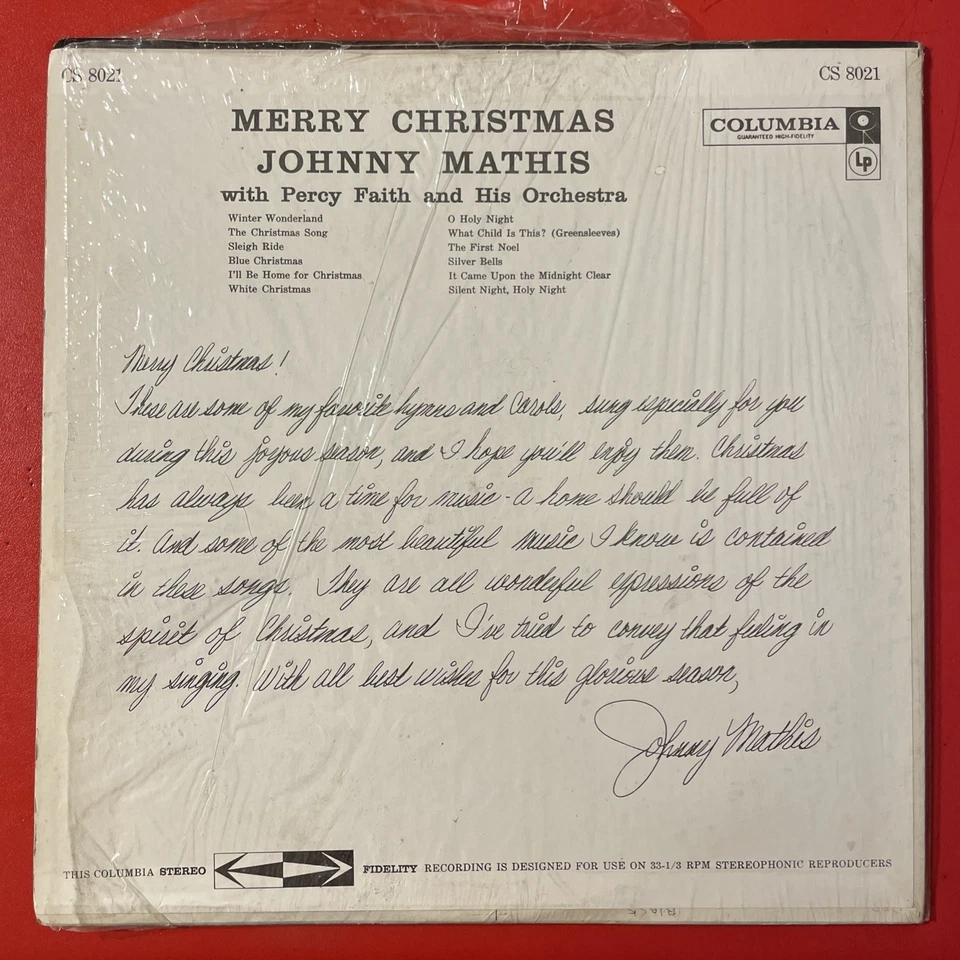 CS 8021
CS 8021
MERRY CHRISTMAS
JOHNNY MATHIS
with Percy Faith and His Orchestra
COLUMBIA
GUARANTEED HIGH-FIDELITY
Lp
Winter Wonderland
The Christmas Song
Sleigh Ride
Blue Christmas
I'll Be Home for Christmas
White Christmas
O Holy Night
What Child Is This? (Greensleeves)
The First Noel
Silver Bells
It Came Upon the Midnight Clear
Silent Night, Holy Night
Merry Christmas!
These are some of my favorite hymns and Carols, sung especially for you
during this joyous season, and I hope you'll enjoy them. Christmas
has always been a time for music - a home should be full of
it. And some of the most beautiful music I know is contained
in these songs. They are all wonderful expressions of the
spirit of Christmas, and I've tried to convey that feeling in
my singing. With all best wishes for this glorious season,
Johnny Mathis
THIS COLUMBIA STEREO FIDELITY RECORDING IS DESIGNED FOR USE ON 33-1/3 RPM STEREOPHONIC REPRODUCERS